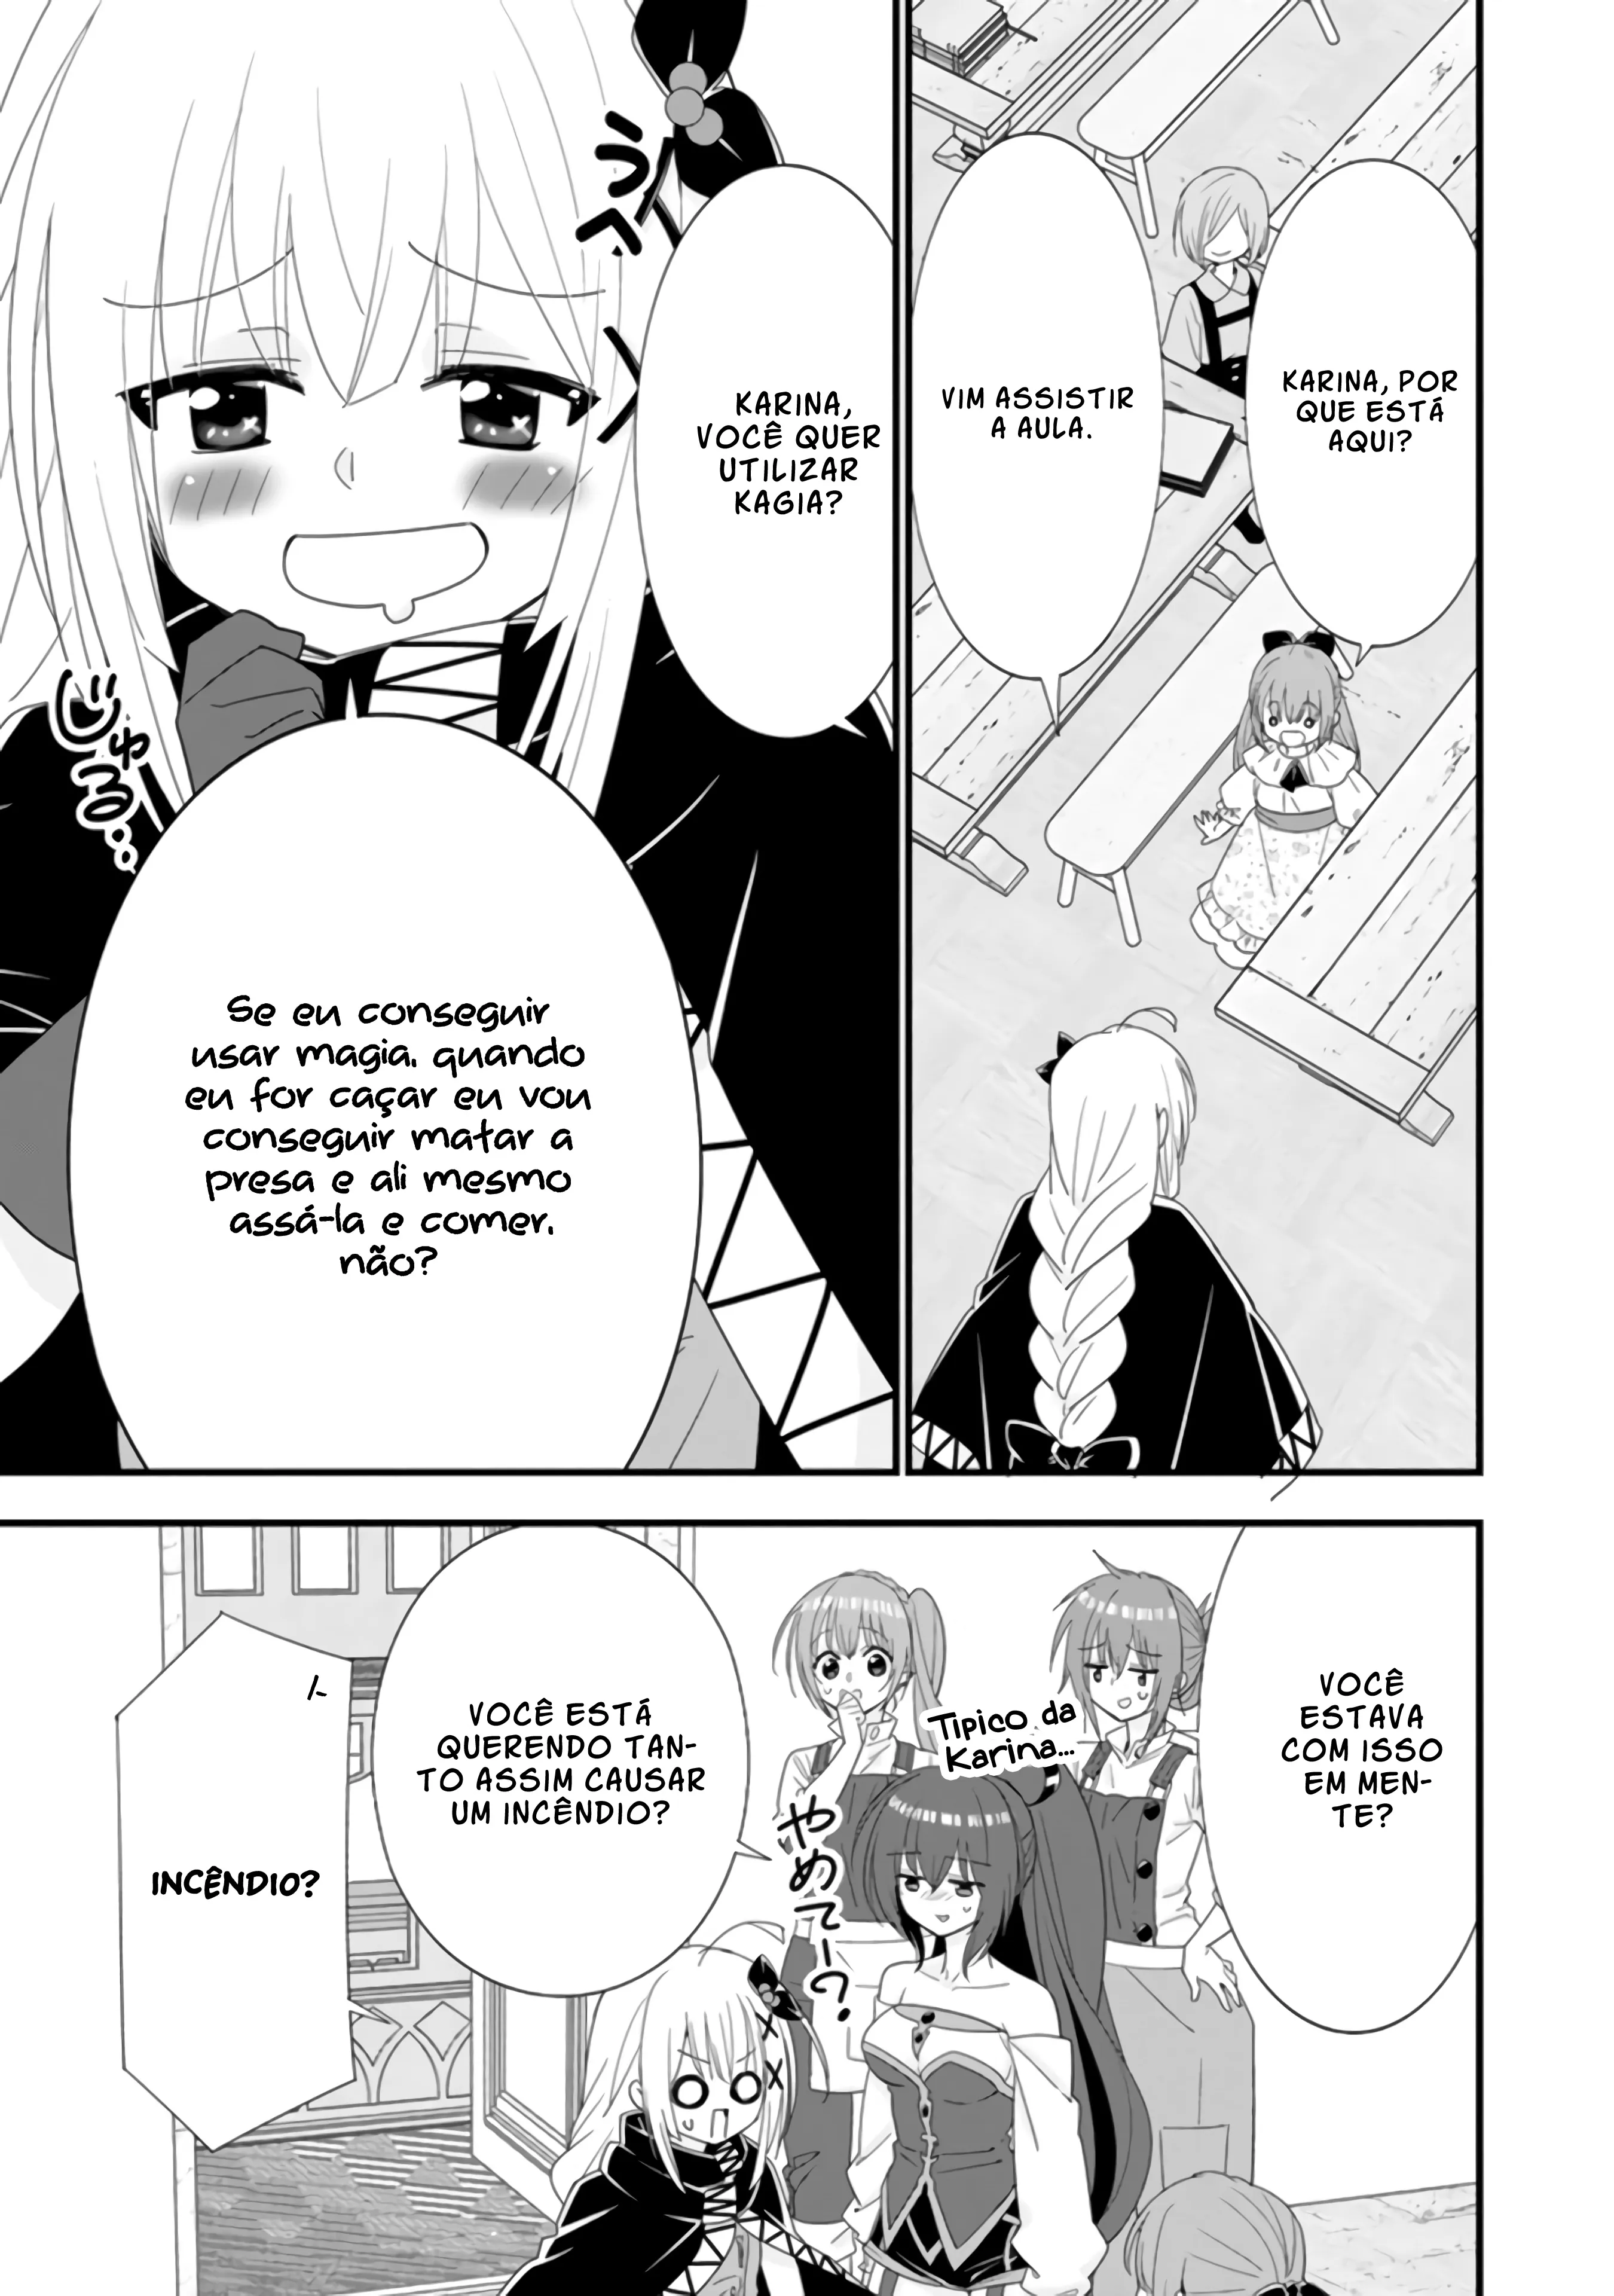 KARINA, POR
QUE ESTÁ
AQUI?
VIM ASSISTIR
A AULA.
KARINA,
VOCÊ QUER
UTILIZAR
KAGIA?
うへへ
じゅるっ
Se eu conseguir
usar magia, quando
eu for caçar eu vou
conseguir matar a
presa e ali mesmo
assá-la e comer,
não?
VOCÊ
ESTAVA
COM ISSO
EM MEN-
TE?
Tipico da
Karina...
VOCÊ ESTÁ
QUERENDO TAN-
TO ASSIM CAUSAR
UM INCÊNDIO?
やめてー?
INCÊNDIO?